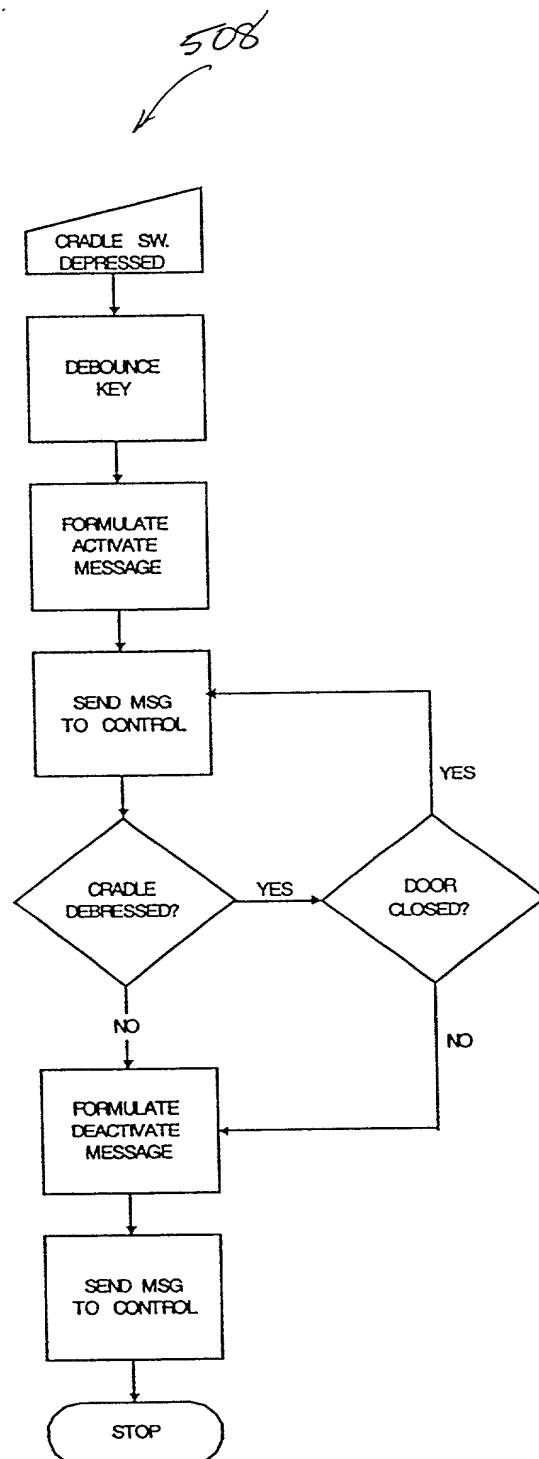 508
CRADLE SW.
DEPRESSED
DEBOUNCE
KEY
FORMULATE
ACTIVATE
MESSAGE
SEND MSG
TO CONTROL
YES
CRADLE
DEBRESSED?
YES
DOOR
CLOSED?
NO
NO
FORMULATE
DEACTIVATE
MESSAGE
SEND MSG
TO CONTROL
STOP